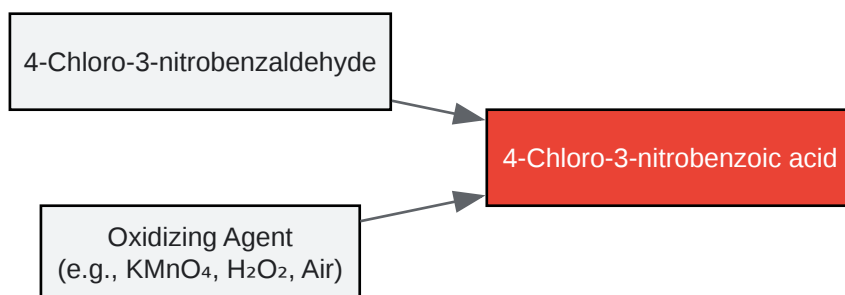 4-Chloro-3-nitrobenzaldehyde
4-Chloro-3-nitrobenzoic acid
Oxidizing Agent
(e.g., KMnO₄, H₂O₂, Air)